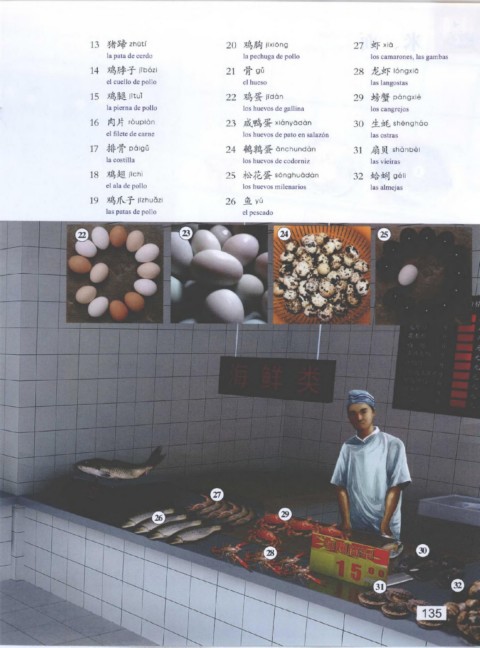 13 猪蹄 zhūtí
la pata de cerdo
14 鸡脖子 jībózi
el cuello de pollo
15 鸡腿 jītuǐ
la pierna de pollo
16 肉片 ròupiàn
el filete de carne
17 排骨 páigǔ
la costilla
18 鸡翅 jīchì
el ala de pollo
19 鸡爪子 jīzhuǎzi
las patas de pollo
20 鸡胸 jīxiōng
la pechuga de pollo
21 骨 gǔ
el hueso
22 鸡蛋 jīdàn
los huevos de gallina
23 咸鸭蛋 xiányādàn
los huevos de pato en salazón
24 鹌鹑蛋 ānchundàn
los huevos de codorniz
25 松花蛋 sōnghuādàn
los huevos milenarios
26 鱼 yú
el pescado
27 虾 xiā
los camarones, las gambas
28 龙虾 lóngxiā
las langostas
29 螃蟹 pángxiè
los cangrejos
30 生蚝 shēngháo
las ostras
31 扇贝 shànbèi
las vieiras
32 蛤蜊 gélí
las almejas
22
23
24
25
海鲜类
27
26
29
28
15
30
31
32
135